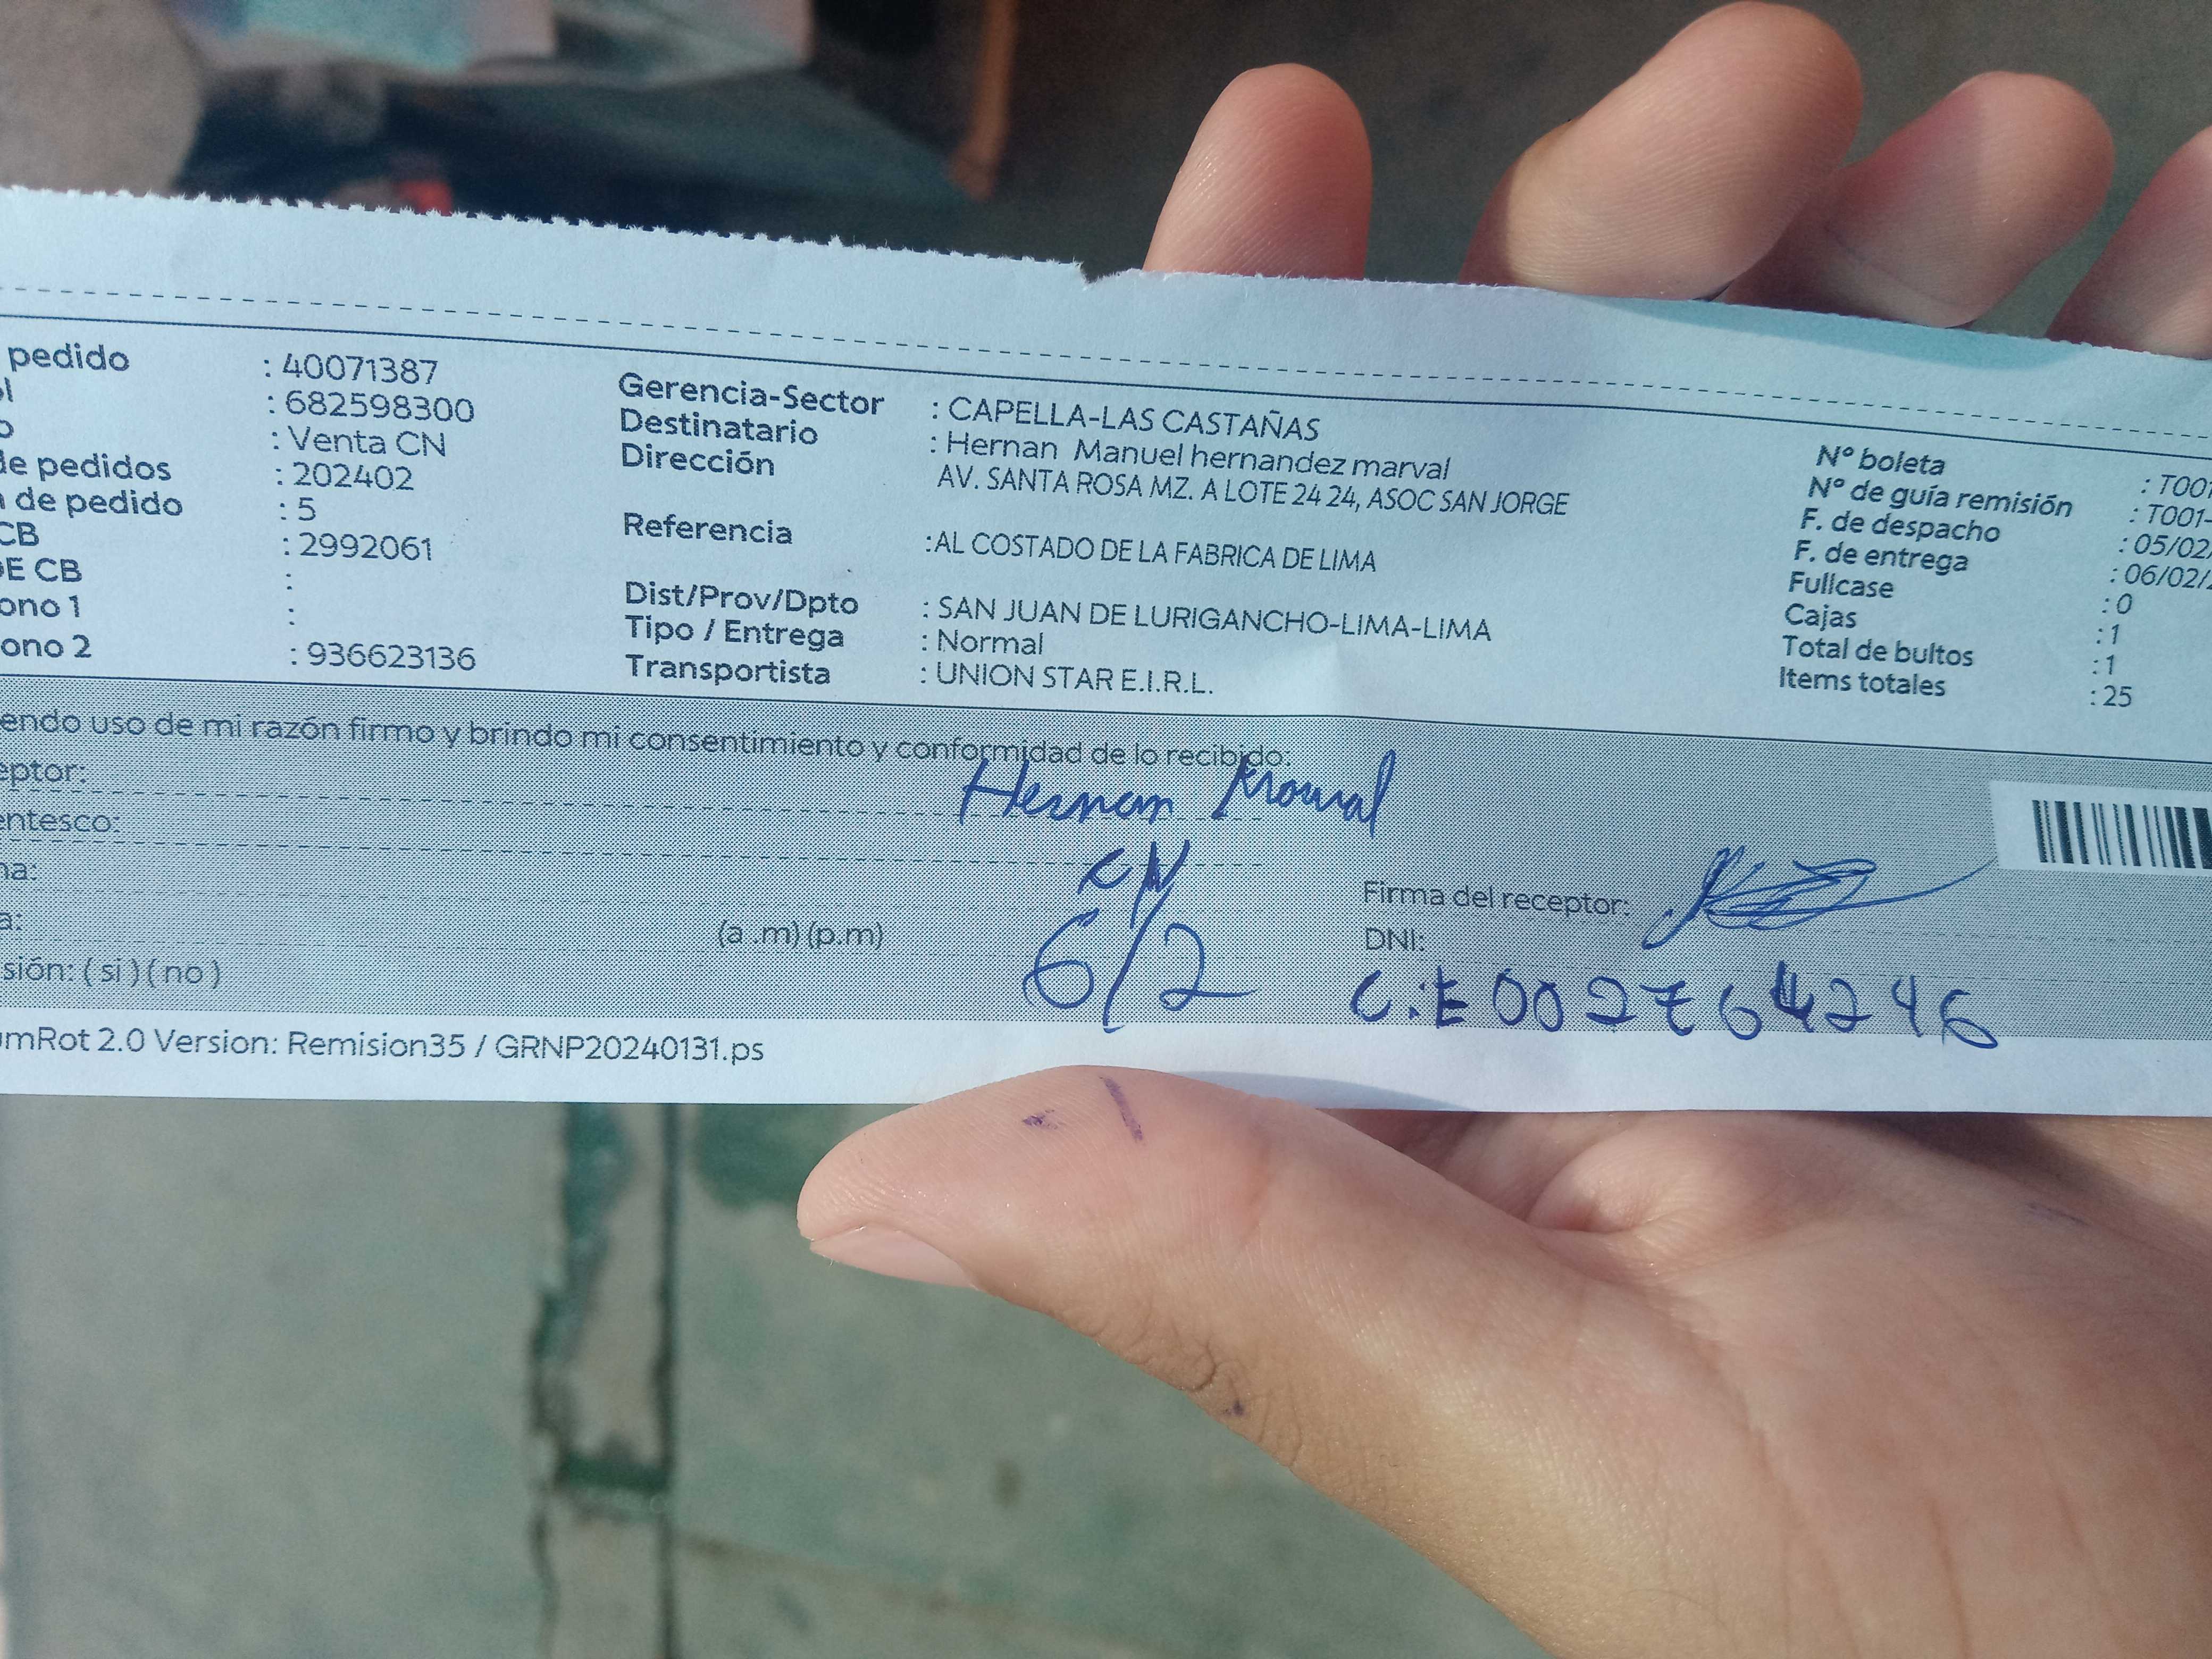 pedido : 40071387
: 682598300
: Venta CN
de pedidos : 202402
de pedido : 5
CB : 2992061
E CB :
ono 1 :
ono 2 : 936623136
Gerencia-Sector : CAPELLA-LAS CASTAÑAS
Destinatario : Hernan Manuel hernandez marval
Dirección AV. SANTA ROSA MZ. A LOTE 24 24, ASOC SAN JORGE
Referencia :AL COSTADO DE LA FABRICA DE LIMA
Dist/Prov/Dpto : SAN JUAN DE LURIGANCHO-LIMA-LIMA
Tipo / Entrega : Normal
Transportista : UNION STAR E.I.R.L.
Nº boleta : T001
Nº de guía remisión : T001-
F. de despacho : 05/02/
F. de entrega : 06/02/
Fullcase : 0
Cajas : 1
Total de bultos : 1
Items totales : 25
endo uso de mi razón firmo y brindo mi consentimiento y conformidad de lo recibido:
eptor: Hernan Marval
entesco: CN
na:
a: (a .m) (p.m) 6/2
Firma del receptor:
DNI: C.E 002764246
sión: ( si ) ( no )
umRot 2.0 Version: Remision35 / GRNP20240131.ps